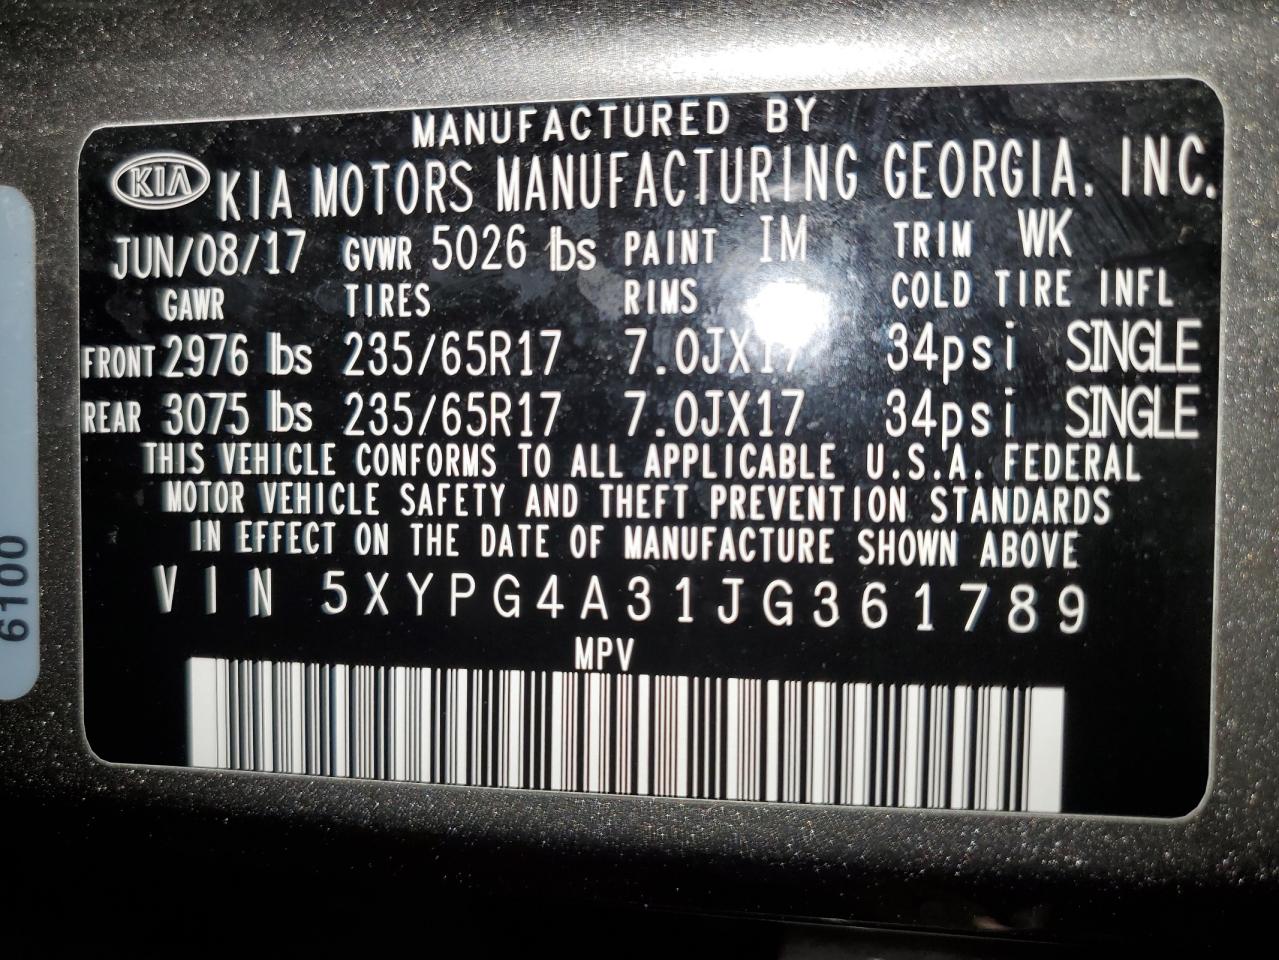 MANUFACTURED BY
KIA KIA MOTORS MANUFACTURING GEORGIA. INC.
JUN/08/17 GVWR 5026 lbs PAINT IM TRIM WK
GAWR TIRES RIMS COLD TIRE INFL
FRONT 2976 lbs 235/65R17 7.0JX17 34psi SINGLE
REAR 3075 lbs 235/65R17 7.0JX17 34psi SINGLE
THIS VEHICLE CONFORMS TO ALL APPLICABLE U.S.A. FEDERAL
MOTOR VEHICLE SAFETY AND THEFT PREVENTION STANDARDS
IN EFFECT ON THE DATE OF MANUFACTURE SHOWN ABOVE
VIN 5XYPG4A31JG361789
MPV
6100